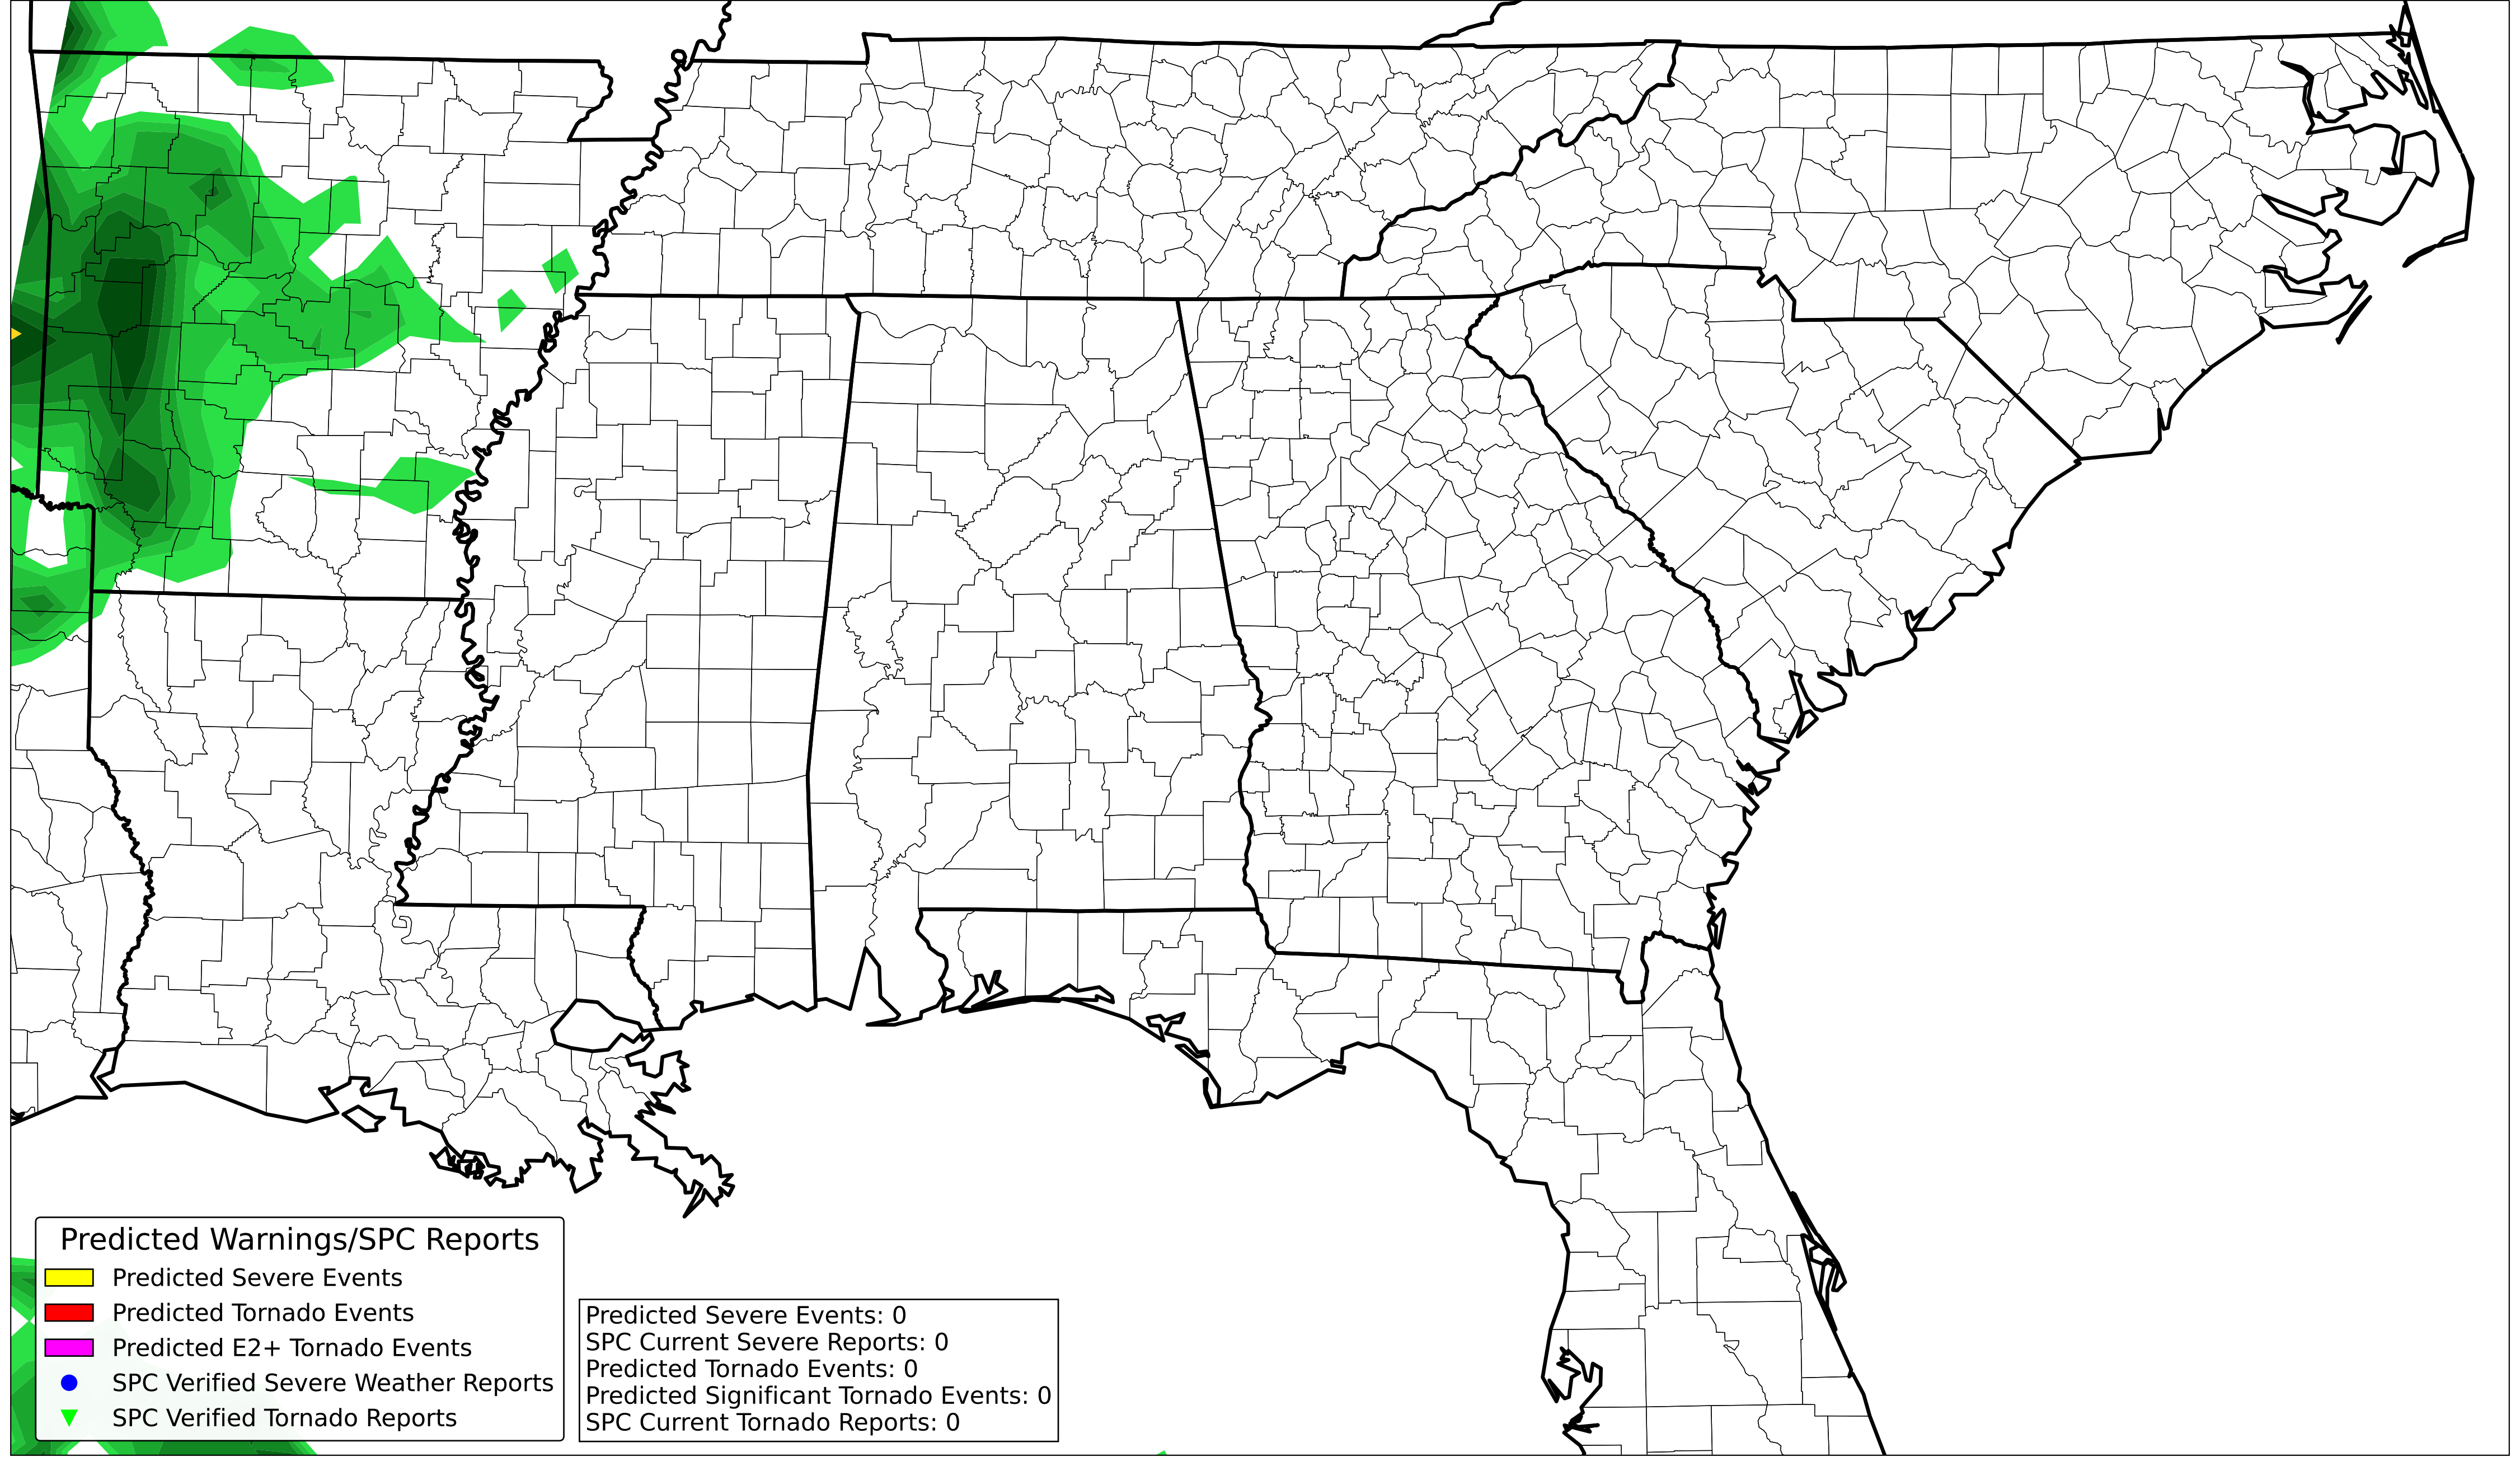 Predicted Warnings/SPC Reports
Predicted Severe Events
Predicted Tornado Events
Predicted E2+ Tornado Events
SPC Verified Severe Weather Reports
SPC Verified Tornado Reports
Predicted Severe Events: 0
SPC Current Severe Reports: 0
Predicted Tornado Events: 0
Predicted Significant Tornado Events: 0
SPC Current Tornado Reports: 0